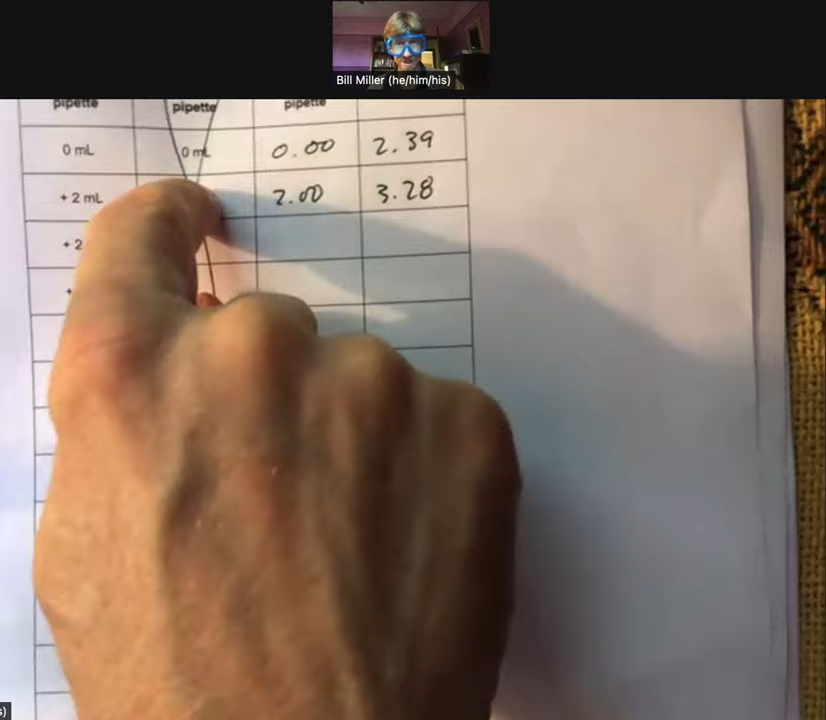 Bill Miller (he/him/his)
pipette pipette pipette
0 mL 0 mL 0.00 2.39
+ 2 mL 2.00 3.28
+ 2
+
s)